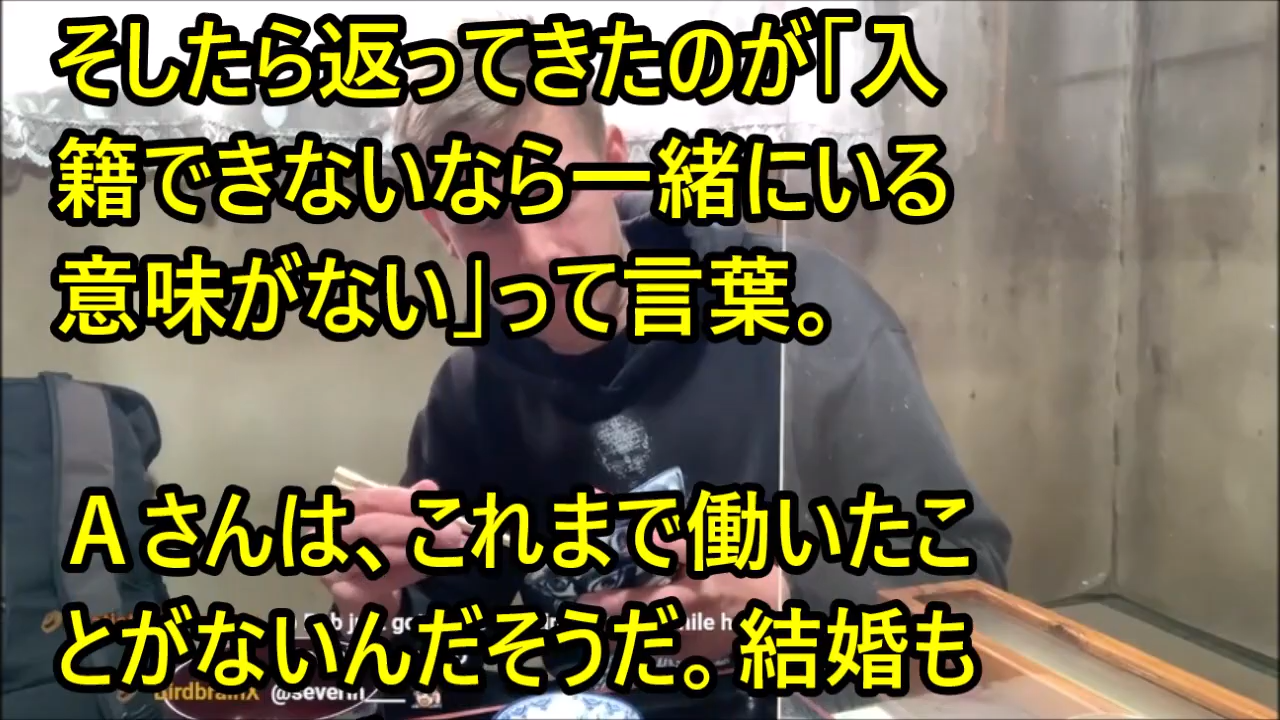 そしたら返ってきたのが「入
籍できないなら一緒にいる
意味がない」って言葉。
Ａさんは、これまで働いたこ
とがないんだそうだ。結婚も
BirdbrainX @severin